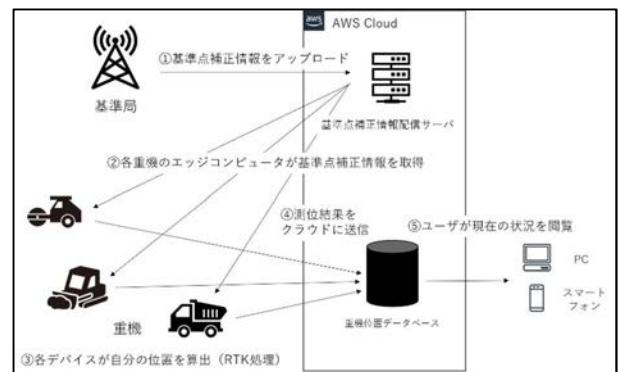 aws AWS Cloud
①基準点補正情報をアップロード
基準局
基準点補正情報配信サーバ
②各重機のエッジコンピュータが基準点補正情報を取得
④測位結果を
クラウドに送信
⑤ユーザが現在の状況を閲覧
PC
スマート
フォン
重機
重機位置データベース
③各デバイスが自分の位置を算出（RTK処理）